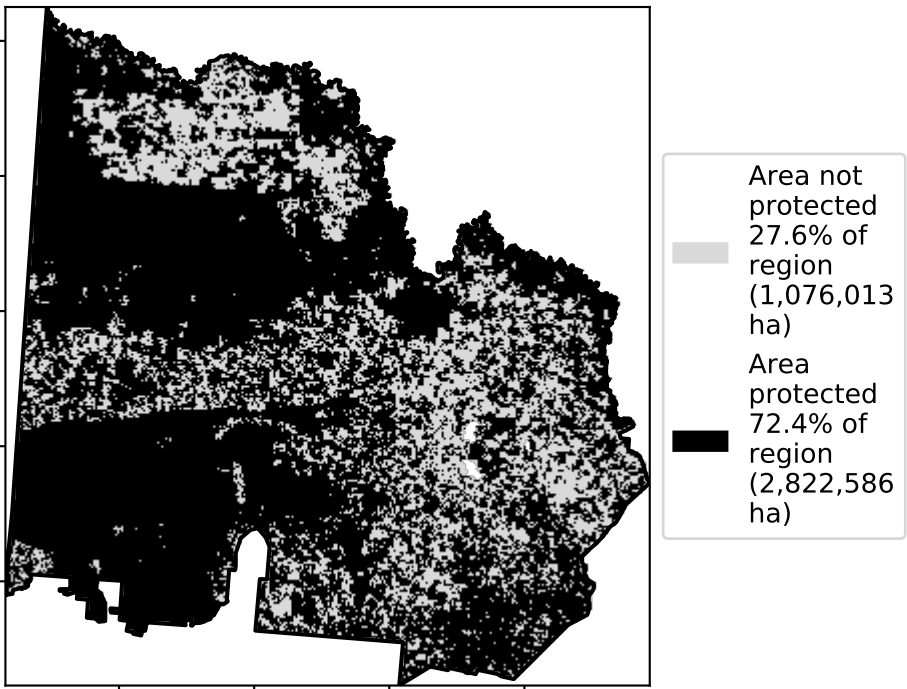 Area not
protected
27.6% of
region
(1,076,013
ha)
Area
protected
72.4% of
region
(2,822,586
ha)